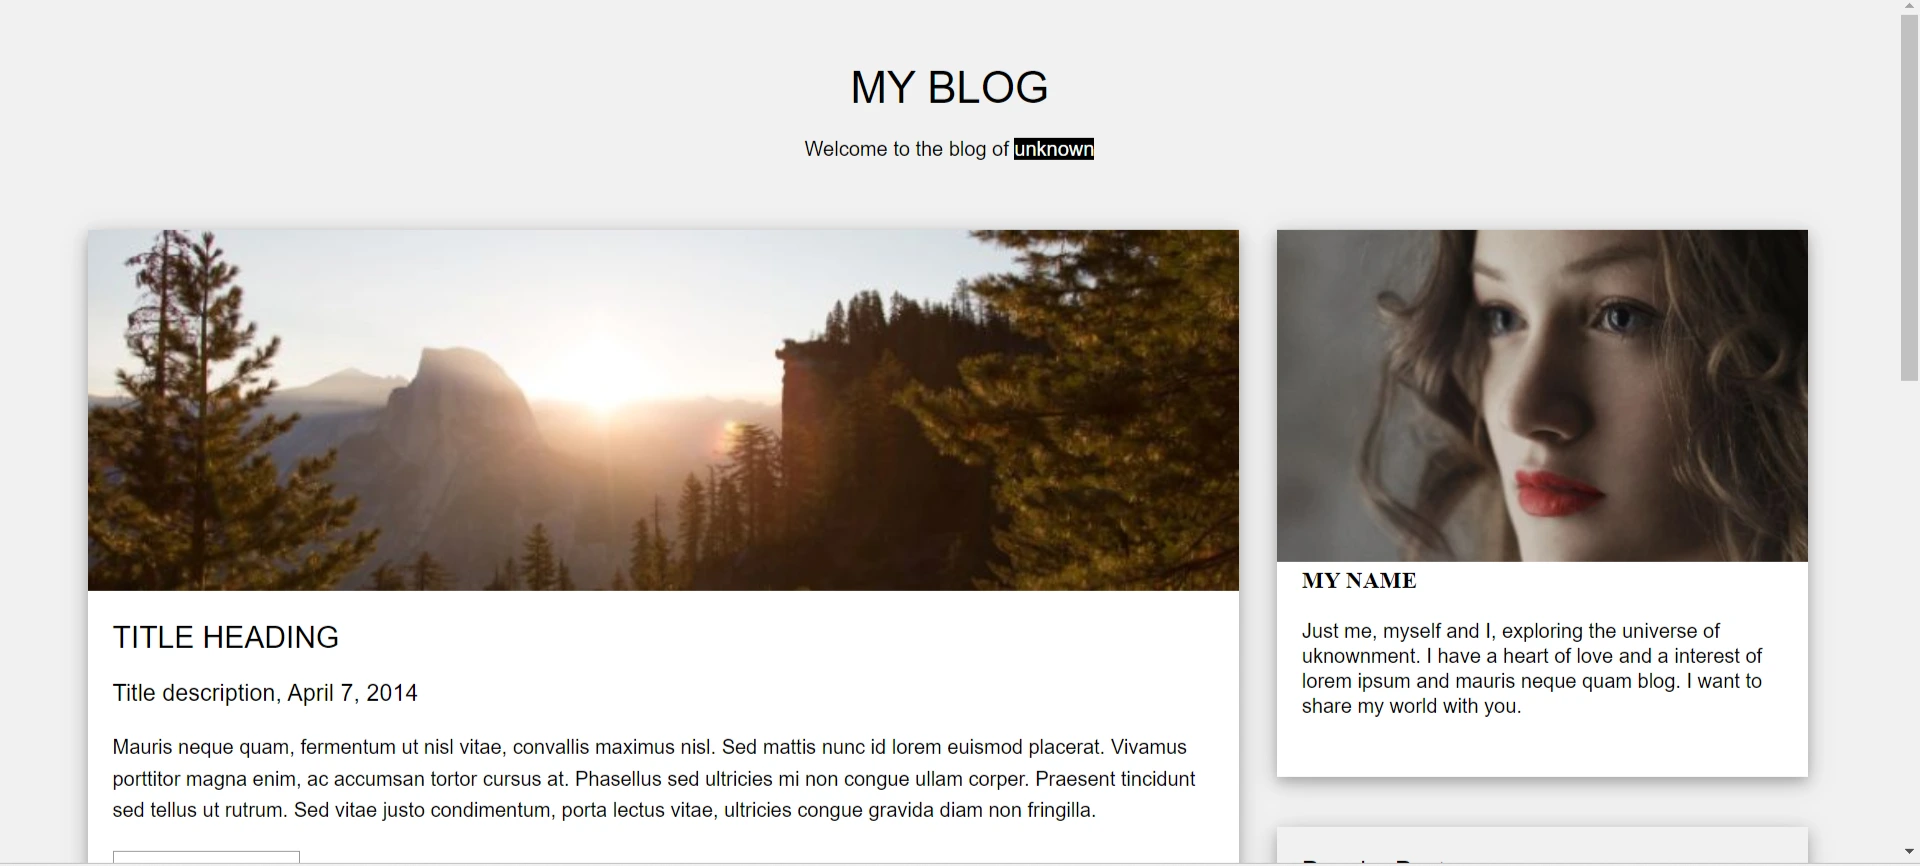 MY BLOG
Welcome to the blog of unknown
TITLE HEADING
Title description, April 7, 2014
Mauris neque quam, fermentum ut nisl vitae, convallis maximus nisl. Sed mattis nunc id lorem euismod placerat. Vivamus
porttitor magna enim, ac accumsan tortor cursus at. Phasellus sed ultricies mi non congue ullam corper. Praesent tincidunt
sed tellus ut rutrum. Sed vitae justo condimentum, porta lectus vitae, ultricies congue gravida diam non fringilla.
MY NAME
Just me, myself and I, exploring the universe of
uknownment. I have a heart of love and a interest of
lorem ipsum and mauris neque quam blog. I want to
share my world with you.